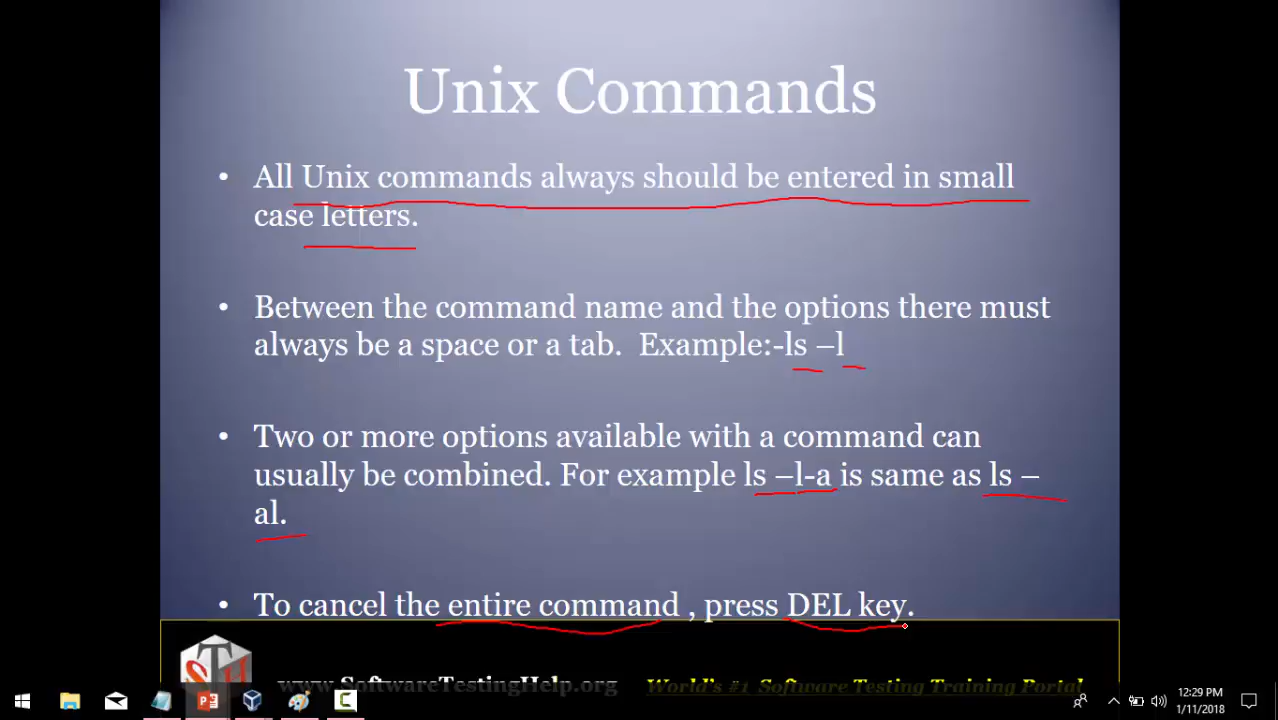 Unix Commands
• All Unix commands always should be entered in small
case letters.
• Between the command name and the options there must
always be a space or a tab. Example:-ls –l
• Two or more options available with a command can
usually be combined. For example ls –l-a is same as ls –
al.
• To cancel the entire command , press DEL key.
STH
www.SoftwareTestingHelp.org World's #1 Software Testing Training Portal
12:29 PM
1/11/2018